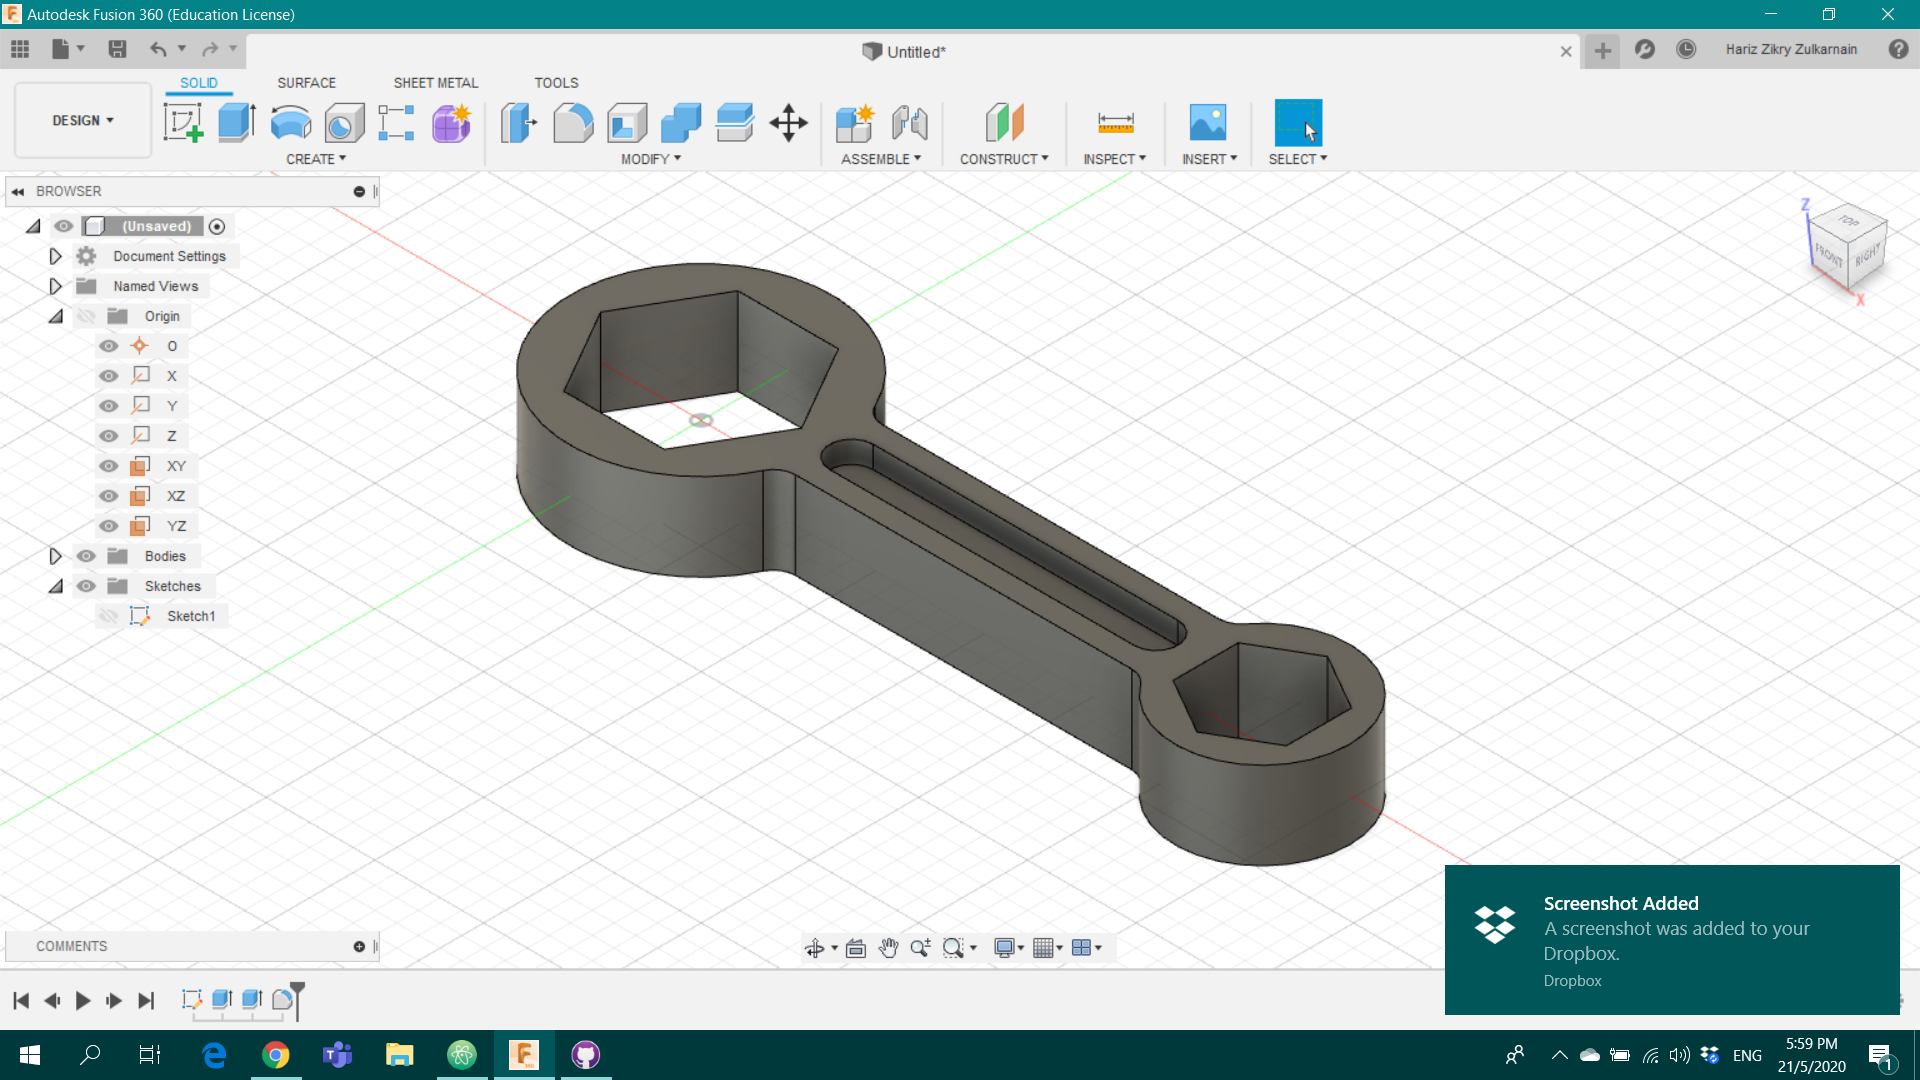 Autodesk Fusion 360 (Education License)
Untitled*
Hariz Zikry Zulkarnain
SOLID
SURFACE
SHEET METAL
TOOLS
DESIGN
CREATE
MODIFY
ASSEMBLE
CONSTRUCT
INSPECT
INSERT
SELECT
BROWSER
(Unsaved)
Document Settings
Named Views
Origin
O
X
Y
Z
XY
XZ
YZ
Bodies
Sketches
Sketch1
Z
TOP
FRONT
RIGHT
X
COMMENTS
Screenshot Added
A screenshot was added to your
Dropbox.
Dropbox
ENG
5:59 PM
21/5/2020
1